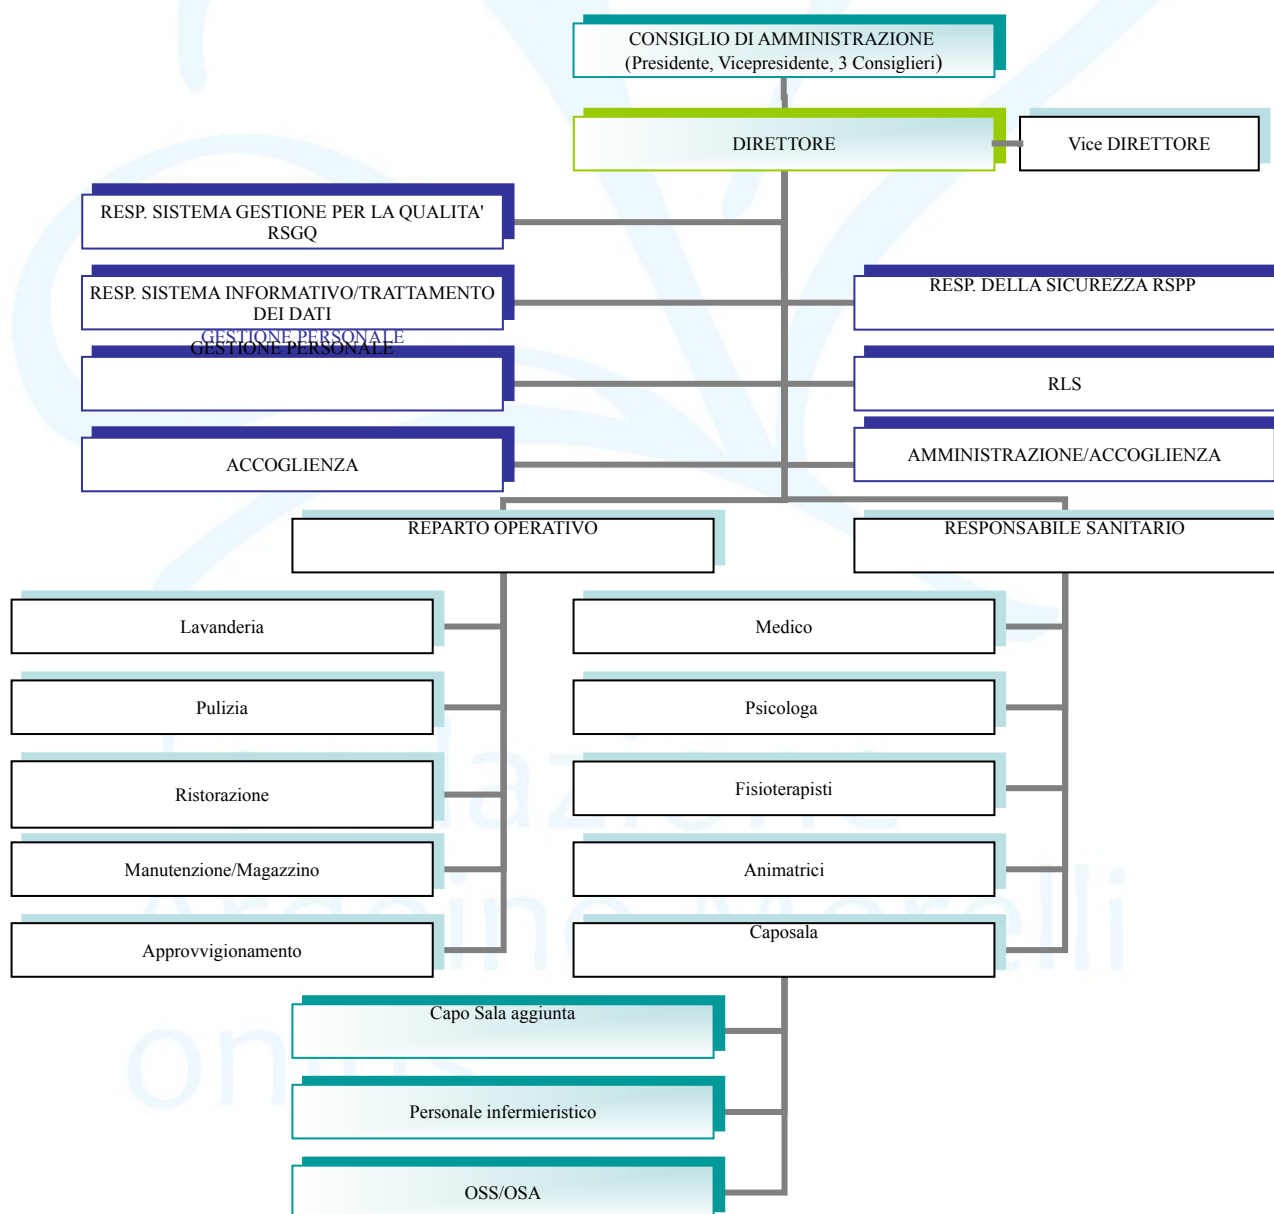 CONSIGLIO DI AMMINISTRAZIONE
(Presidente, Vicepresidente, 3 Consiglieri)
DIRETTORE
Vice DIRETTORE
RESP. SISTEMA GESTIONE PER LA QUALITA'
RSGQ
RESP. SISTEMA INFORMATIVO/TRATTAMENTO
DEI DATI
RESP. DELLA SICUREZZA RSPP
GESTIONE PERSONALE
GESTIONE PERSONALE
RLS
ACCOGLIENZA
AMMINISTRAZIONE/ACCOGLIENZA
REPARTO OPERATIVO
RESPONSABILE SANITARIO
Lavanderia
Medico
Pulizia
Psicologa
Ristorazione
Fisioterapisti
Manutenzione/Magazzino
Animatrici
Approvvigionamento
Caposala
Capo Sala aggiunta
Personale infermieristico
OSS/OSA